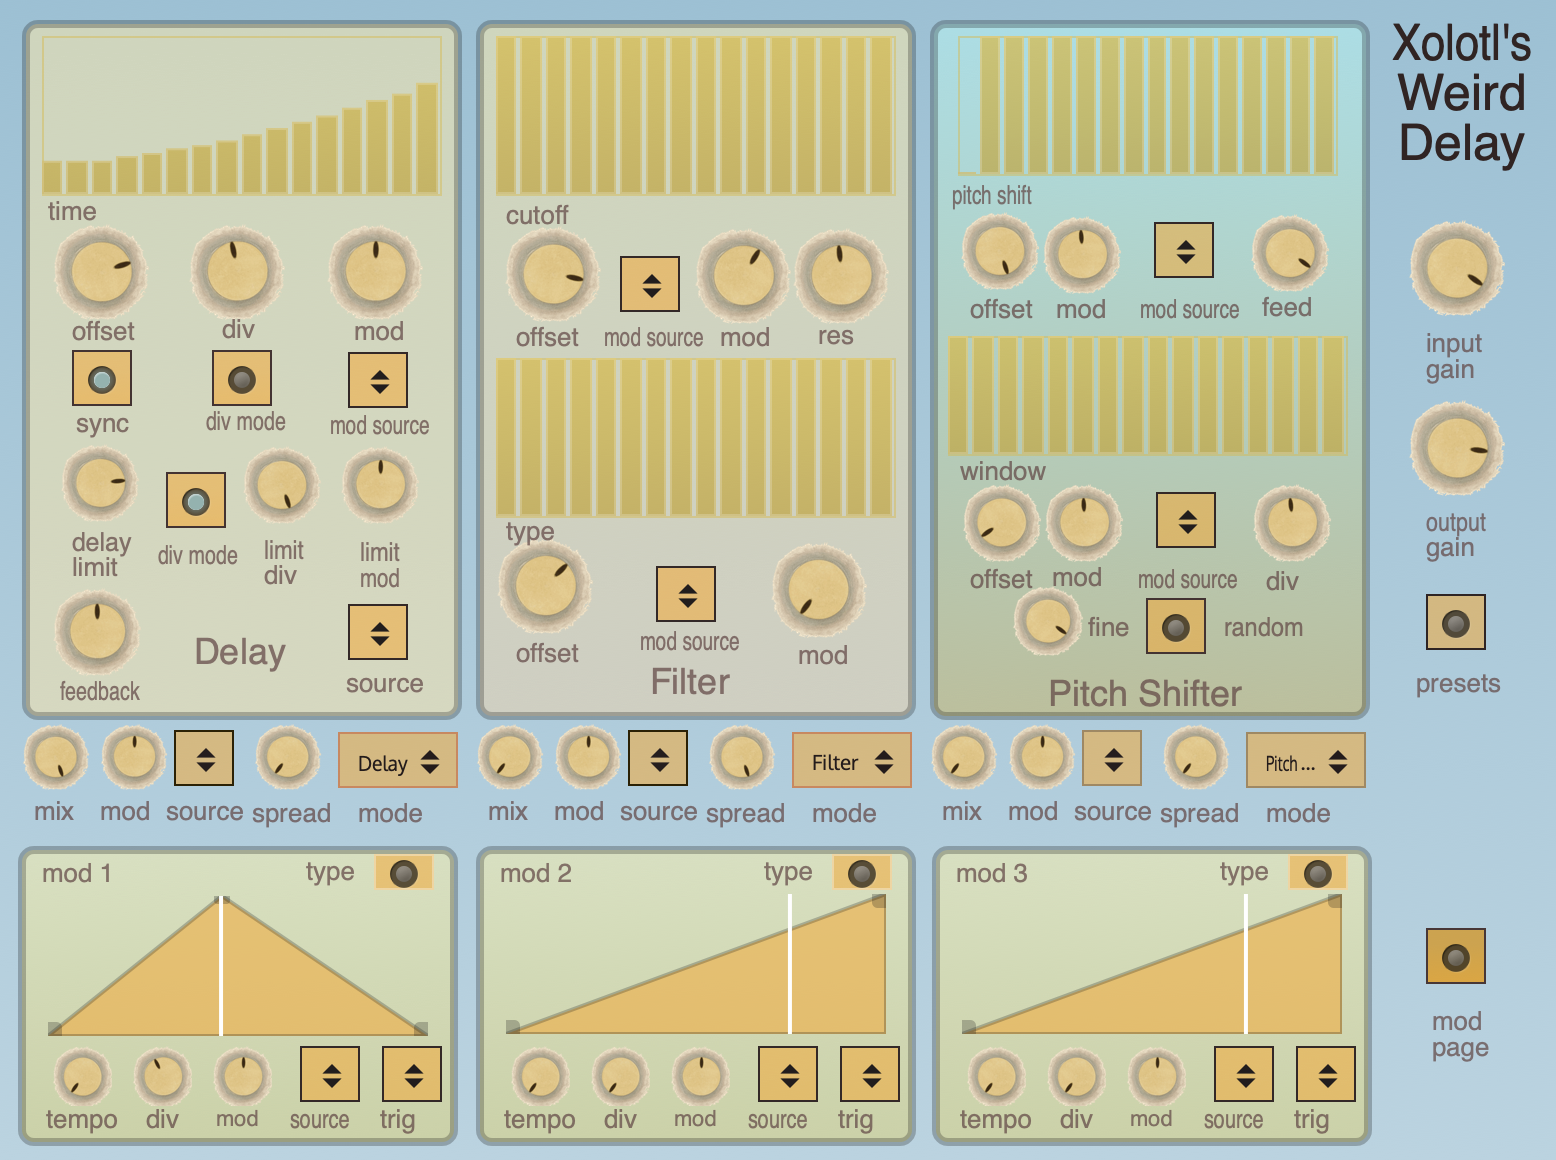 Xolotl's
Weird
Delay
time
offset
div
mod
sync
div mode
mod source
delay
limit
div mode
limit
div
limit
mod
feedback
Delay
source
cutoff
offset
mod source
mod
res
type
offset
mod source
mod
Filter
pitch shift
offset
mod
mod source
feed
window
offset
mod
mod source
div
fine
random
Pitch Shifter
input
gain
output
gain
presets
mix
mod
source
spread
Delay
mode
mix
mod
source
spread
Filter
mode
mix
mod
source
spread
Pitch ...
mode
mod 1
type
tempo
div
mod
source
trig
mod 2
type
tempo
div
mod
source
trig
mod 3
type
tempo
div
mod
source
trig
mod
page